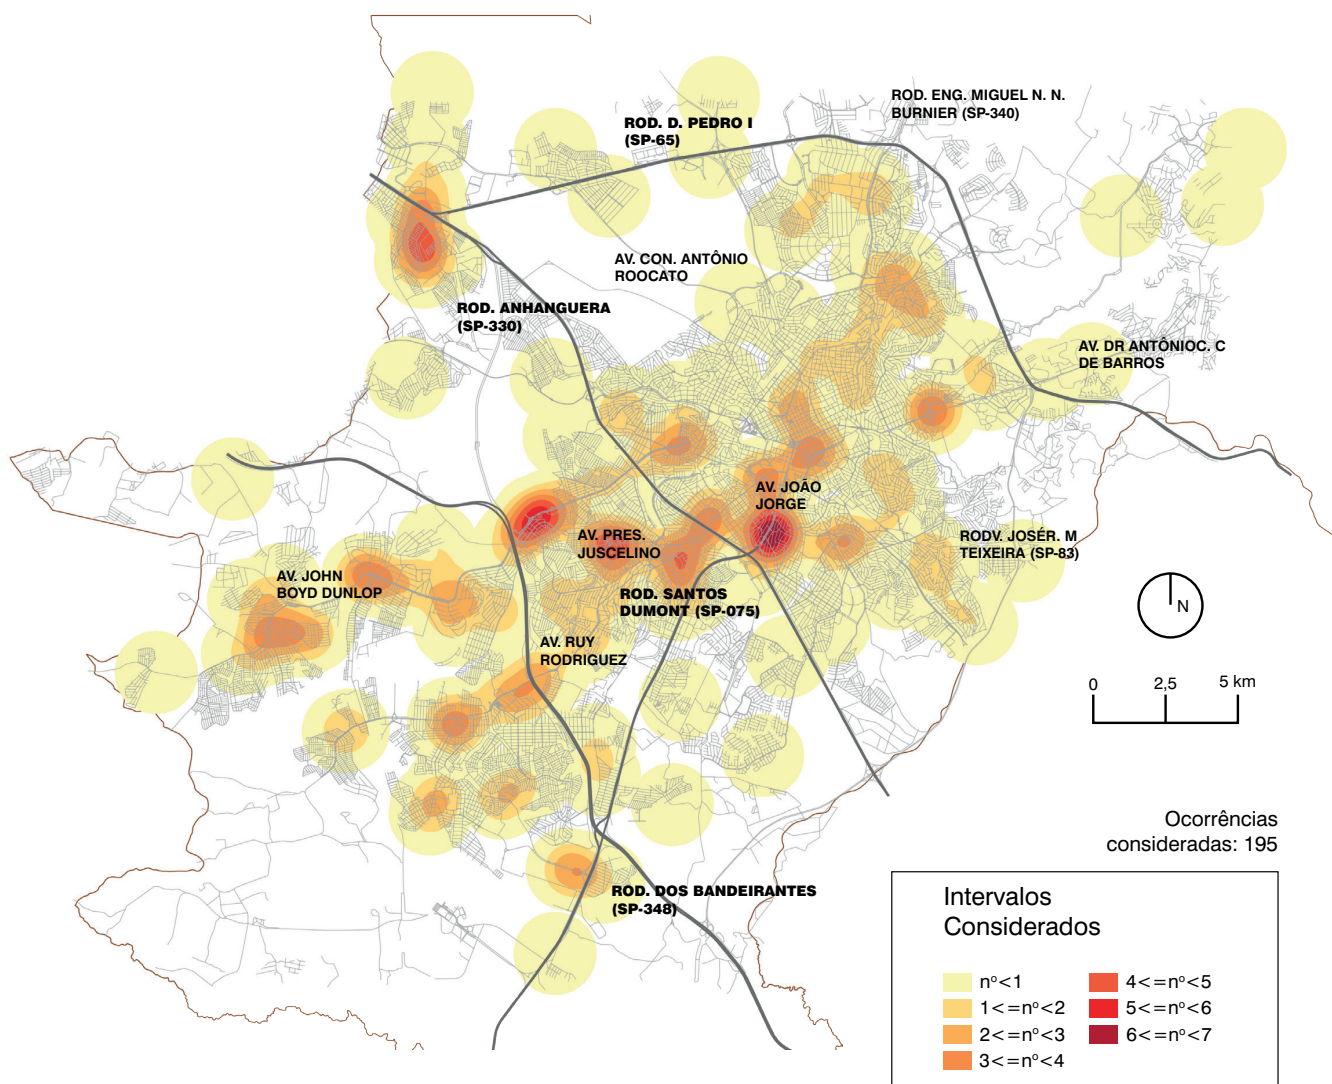 ROD. ENG. MIGUEL N. N.
BURNIER (SP-340)
ROD. D. PEDRO I
(SP-65)
AV. CON. ANTÔNIO
ROOCATO
ROD. ANHANGUERA
(SP-330)
AV. DR ANTÔNIOC. C
DE BARROS
AV. JOÃO
JORGE
AV. PRES.
JUSCELINO
RODV. JOSÉR. M
TEIXEIRA (SP-83)
AV. JOHN
BOYD DUNLOP
ROD. SANTOS
DUMONT (SP-075)
AV. RUY
RODRIGUEZ
N
0 2,5 5 km
Ocorrências
consideradas: 195
ROD. DOS BANDEIRANTES
(SP-348)
Intervalos
Considerados
nº<1
1<=nº<2
2<=nº<3
3<=nº<4
4<=nº<5
5<=nº<6
6<=nº<7